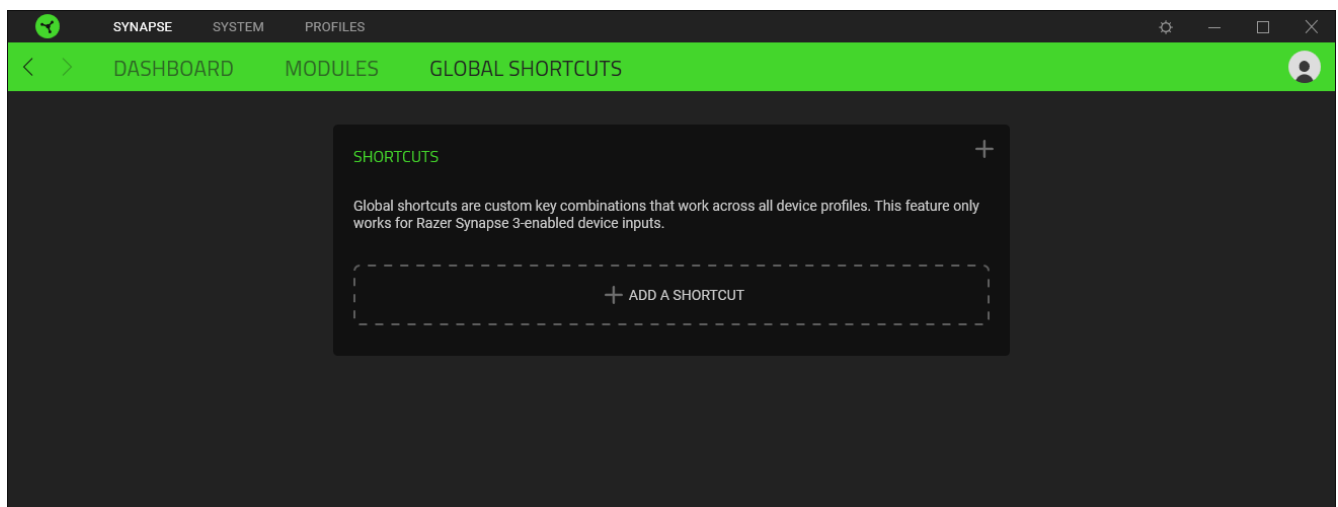 SYNAPSE SYSTEM PROFILES
DASHBOARD MODULES GLOBAL SHORTCUTS
SHORTCUTS
Global shortcuts are custom key combinations that work across all device profiles. This feature only
works for Razer Synapse 3-enabled device inputs.
ADD A SHORTCUT